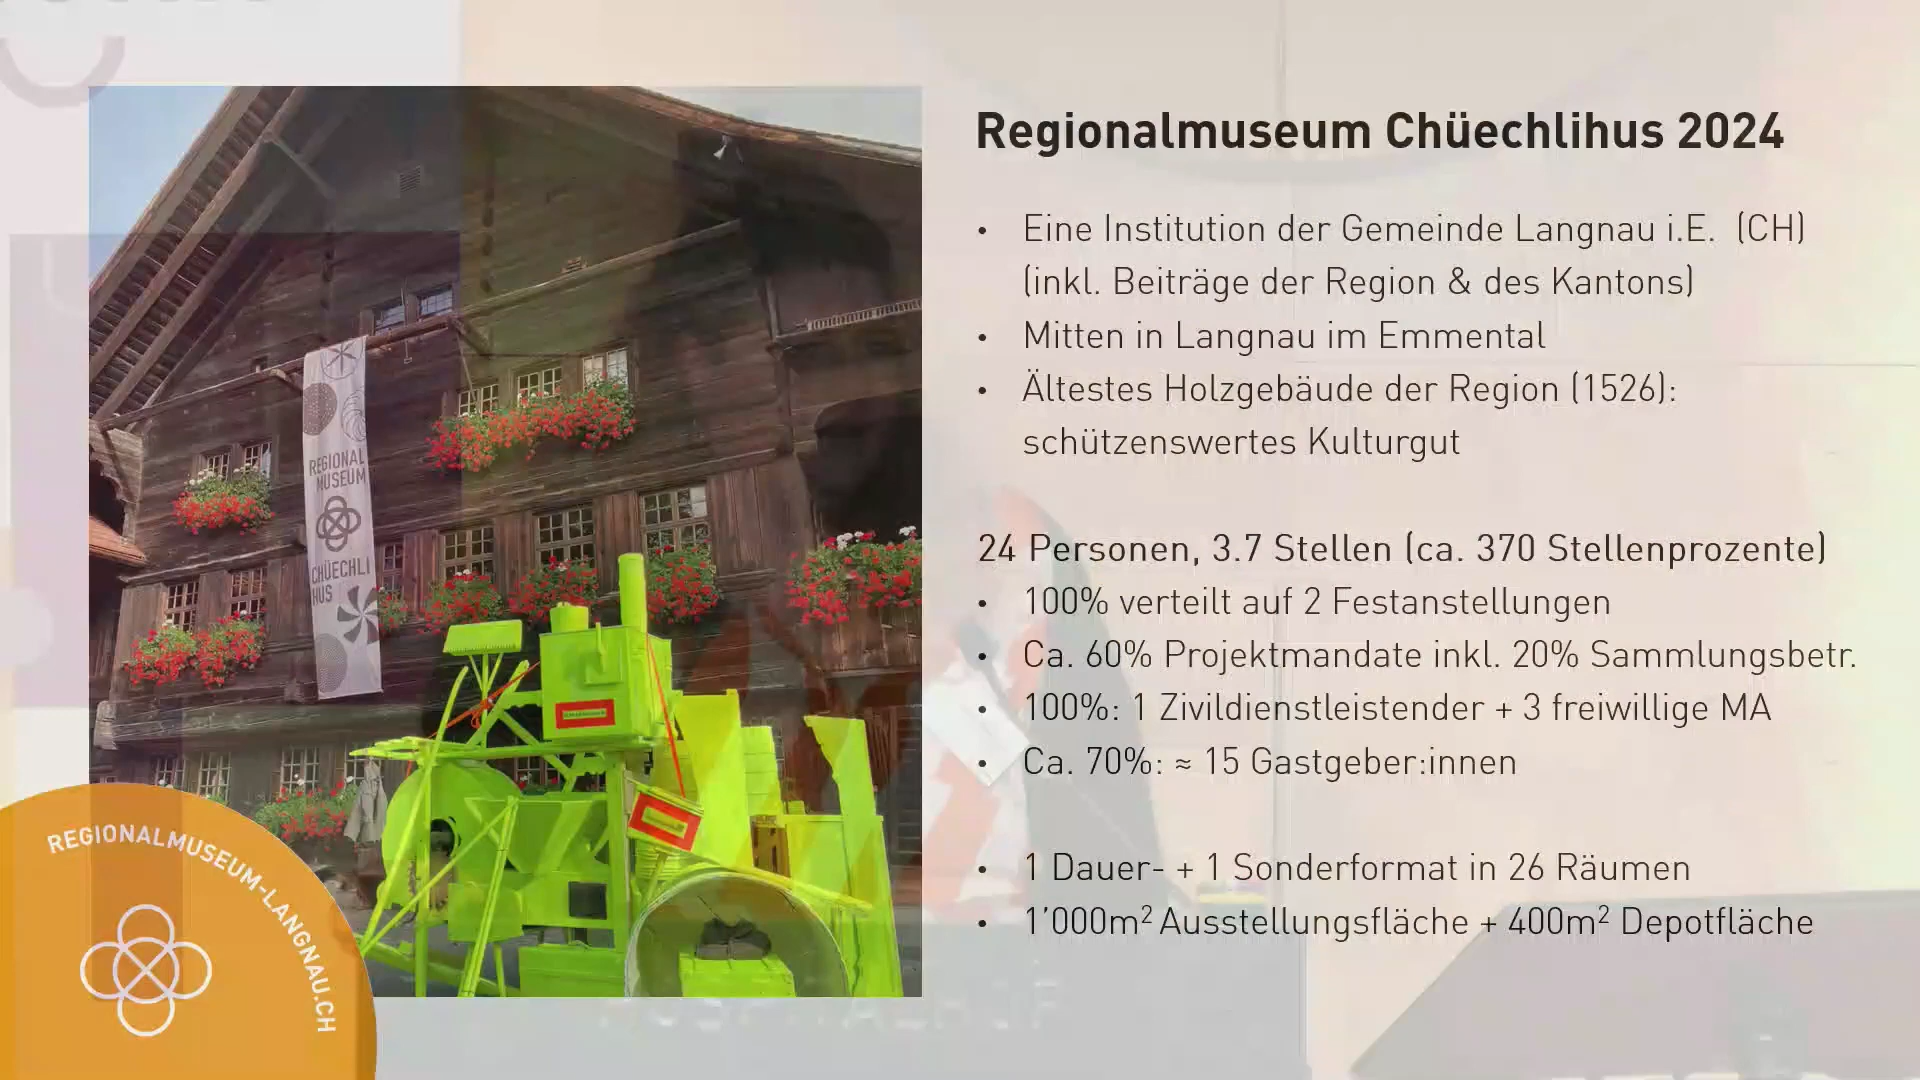 Regionalmuseum Chüechlihus 2024
• Eine Institution der Gemeinde Langnau i.E. (CH)
(inkl. Beiträge der Region & des Kantons)
• Mitten in Langnau im Emmental
• Ältestes Holzgebäude der Region (1526):
schützenswertes Kulturgut
24 Personen, 3.7 Stellen (ca. 370 Stellenprozente)
• 100% verteilt auf 2 Festanstellungen
• Ca. 60% Projektmandate inkl. 20% Sammlungsbetr.
• 100%: 1 Zivildienstleistender + 3 freiwillige MA
• Ca. 70%: ≈ 15 Gastgeber:innen
• 1 Dauer- + 1 Sonderformat in 26 Räumen
• 1’000m² Ausstellungsfläche + 400m² Depotfläche
REGIONAL
MUSEUM
CHÜECHLI
HUS
REGIONALMUSEUM-LANGNAU.CH